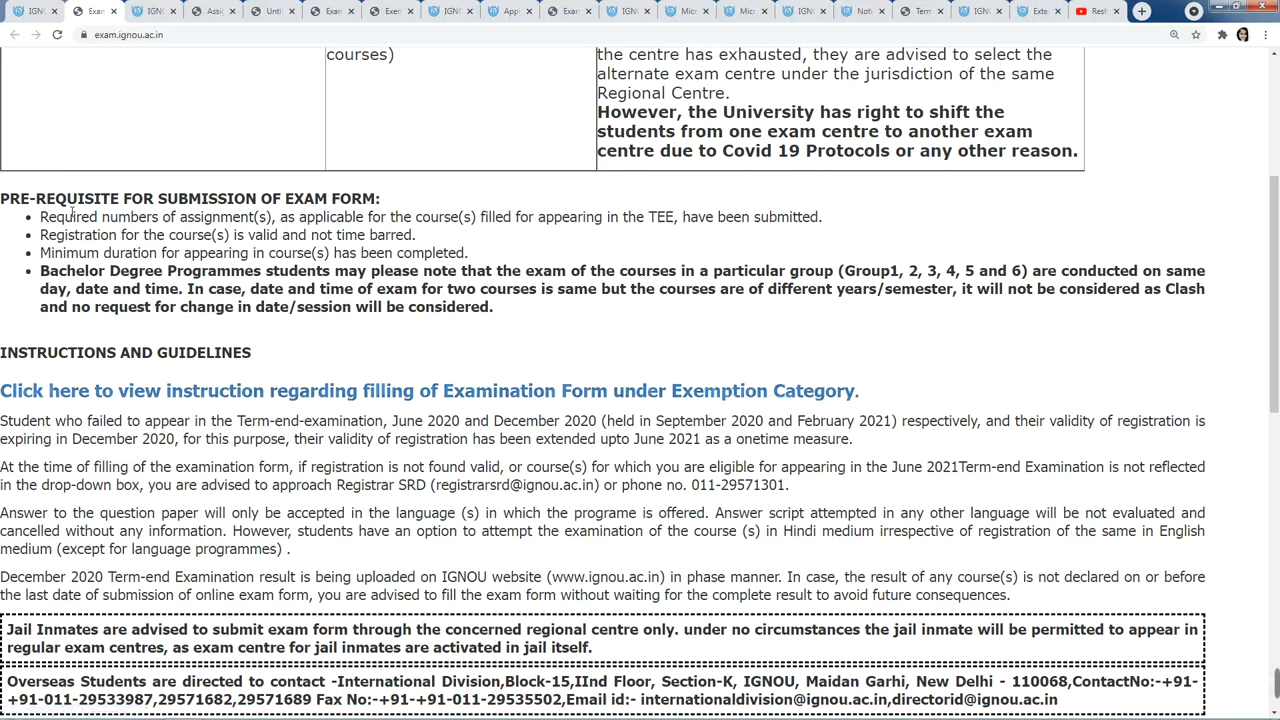 IGNO
Exam
IGNO
Assi
Unti
Exan
Exer
IGNO
App
Exan
IGNO
Micr
Micr
IGN
Noti
Term
IGNO
Exte
Resh
exam.ignou.ac.in
courses)
the centre has exhausted, they are advised to select the
alternate exam centre under the jurisdiction of the same
Regional Centre.
However, the University has right to shift the
students from one exam centre to another exam
centre due to Covid 19 Protocols or any other reason.
PRE-REQUISITE FOR SUBMISSION OF EXAM FORM:
• Required numbers of assignment(s), as applicable for the course(s) filled for appearing in the TEE, have been submitted.
• Registration for the course(s) is valid and not time barred.
• Minimum duration for appearing in course(s) has been completed.
• Bachelor Degree Programmes students may please note that the exam of the courses in a particular group (Group1, 2, 3, 4, 5 and 6) are conducted on same
day, date and time. In case, date and time of exam for two courses is same but the courses are of different years/semester, it will not be considered as Clash
and no request for change in date/session will be considered.
INSTRUCTIONS AND GUIDELINES
Click here to view instruction regarding filling of Examination Form under Exemption Category.
Student who failed to appear in the Term-end-examination, June 2020 and December 2020 (held in September 2020 and February 2021) respectively, and their validity of registration is
expiring in December 2020, for this purpose, their validity of registration has been extended upto June 2021 as a onetime measure.
At the time of filling of the examination form, if registration is not found valid, or course(s) for which you are eligible for appearing in the June 2021Term-end Examination is not reflected
in the drop-down box, you are advised to approach Registrar SRD (registrarsrd@ignou.ac.in) or phone no. 011-29571301.
Answer to the question paper will only be accepted in the language (s) in which the programe is offered. Answer script attempted in any other language will be not evaluated and
cancelled without any information. However, students have an option to attempt the examination of the course (s) in Hindi medium irrespective of registration of the same in English
medium (except for language programmes) .
December 2020 Term-end Examination result is being uploaded on IGNOU website (www.ignou.ac.in) in phase manner. In case, the result of any course(s) is not declared on or before
the last date of submission of online exam form, you are advised to fill the exam form without waiting for the complete result to avoid future consequences.
Jail Inmates are advised to submit exam form through the concerned regional centre only. under no circumstances the jail inmate will be permitted to appear in
regular exam centres, as exam centre for jail inmates are activated in jail itself.
Overseas Students are directed to contact -International Division,Block-15,IInd Floor, Section-K, IGNOU, Maidan Garhi, New Delhi - 110068,ContactNo:-+91-
+91-011-29533987,29571682,29571689 Fax No:-+91-+91-011-29535502,Email id:- internationaldivision@ignou.ac.in,directorid@ignou.ac.in